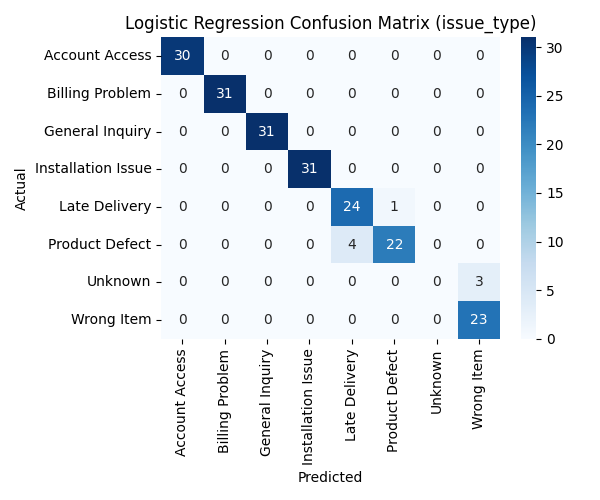 Logistic Regression Confusion Matrix (issue_type)
Actual
Account Access 30 0 0 0 0 0 0 0
Billing Problem 0 31 0 0 0 0 0 0
General Inquiry 0 0 31 0 0 0 0 0
Installation Issue 0 0 0 31 0 0 0 0
Late Delivery 0 0 0 0 24 1 0 0
Product Defect 0 0 0 0 4 22 0 0
Unknown 0 0 0 0 0 0 0 3
Wrong Item 0 0 0 0 0 0 0 23
Account Access
Billing Problem
General Inquiry
Installation Issue
Late Delivery
Product Defect
Unknown
Wrong Item
Predicted
30
25
20
15
10
5
0